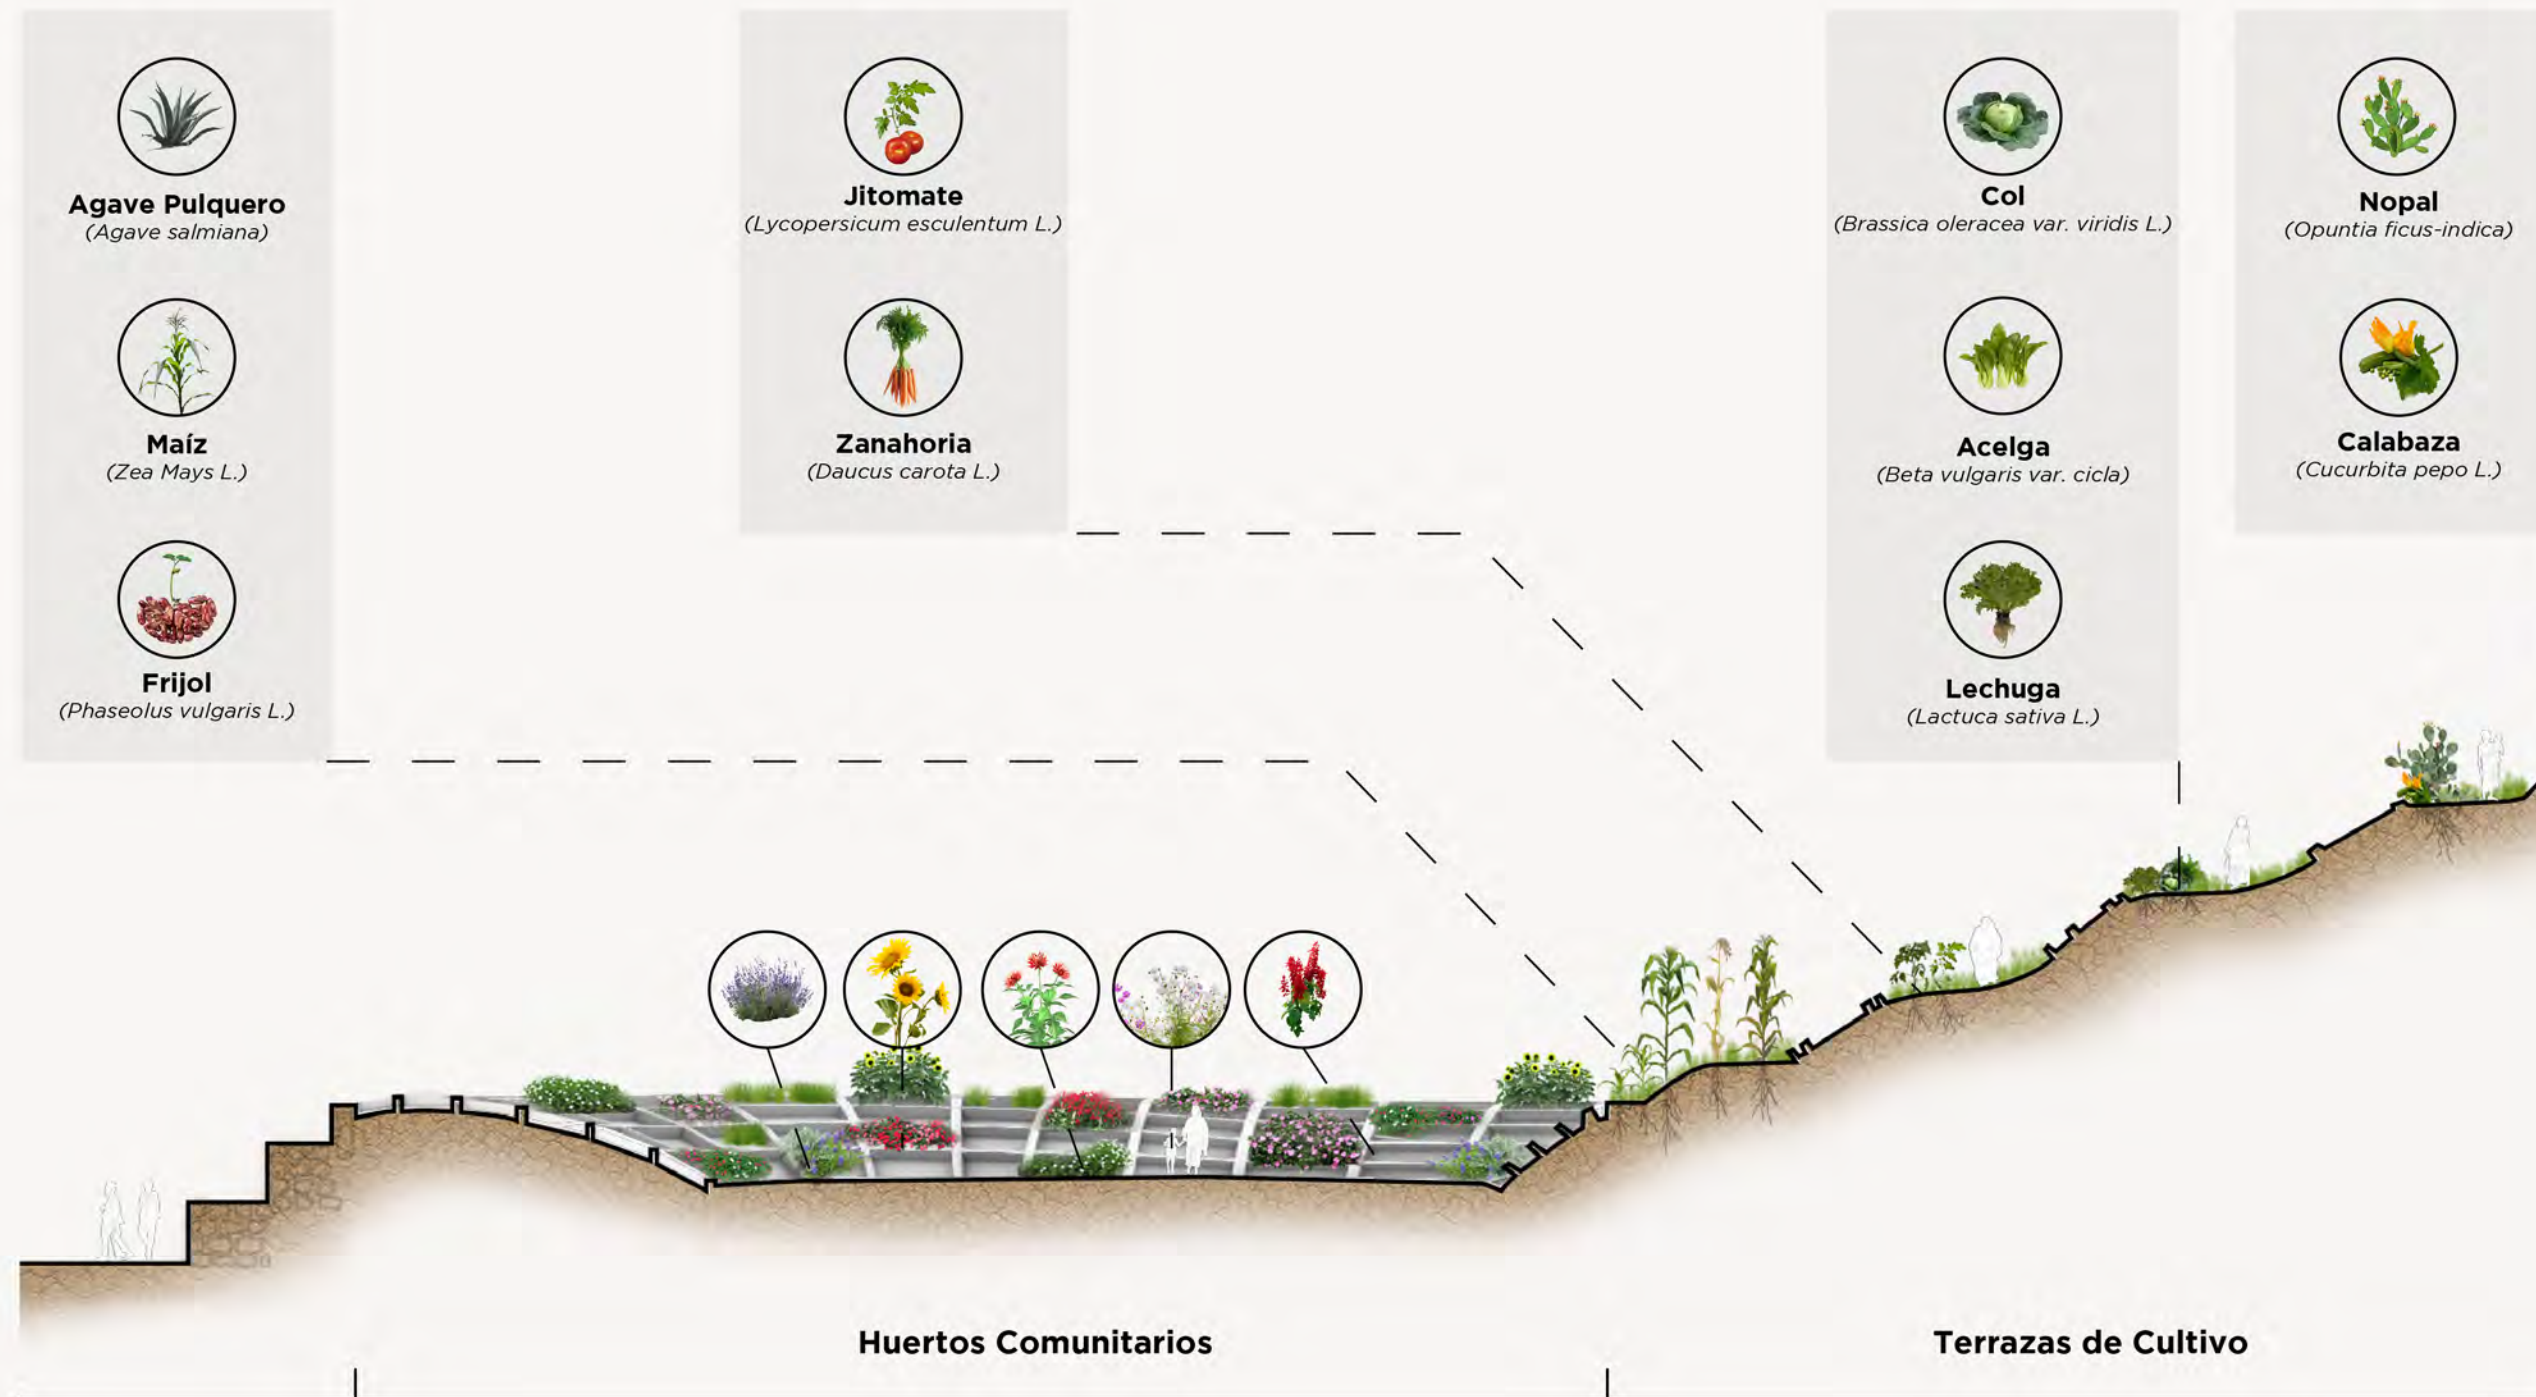 Agave Pulquero
(Agave salmiana)
Maíz
(Zea Mays L.)
Frijol
(Phaseolus vulgaris L.)
Jitomate
(Lycopersicum esculentum L.)
Zanahoria
(Daucus carota L.)
Col
(Brassica oleracea var. viridis L.)
Acelga
(Beta vulgaris var. cicla)
Lechuga
(Lactuca sativa L.)
Nopal
(Opuntia ficus-indica)
Calabaza
(Cucurbita pepo L.)
Huertos Comunitarios
Terrazas de Cultivo